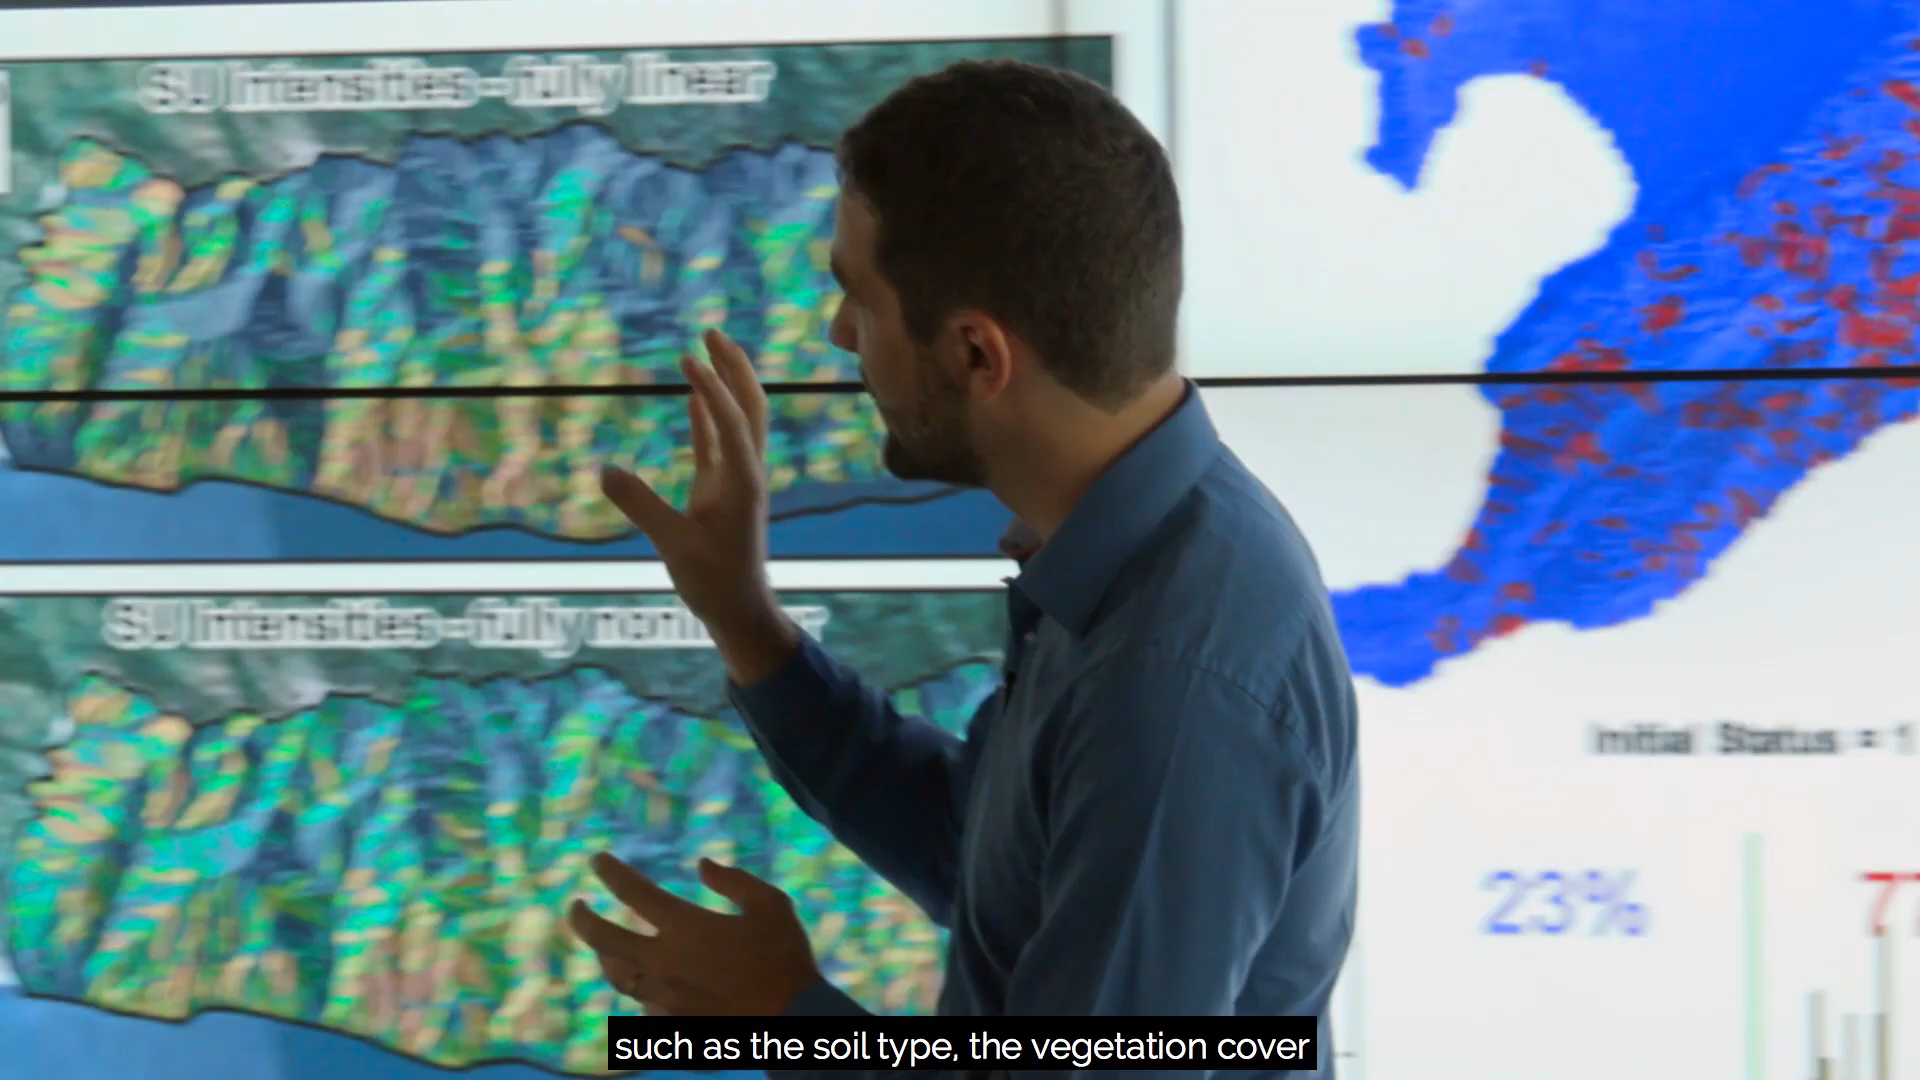 SU Intensities - fully linear
SU Intensities - fully
Initial Status = 1
23%
such as the soil type, the vegetation cover